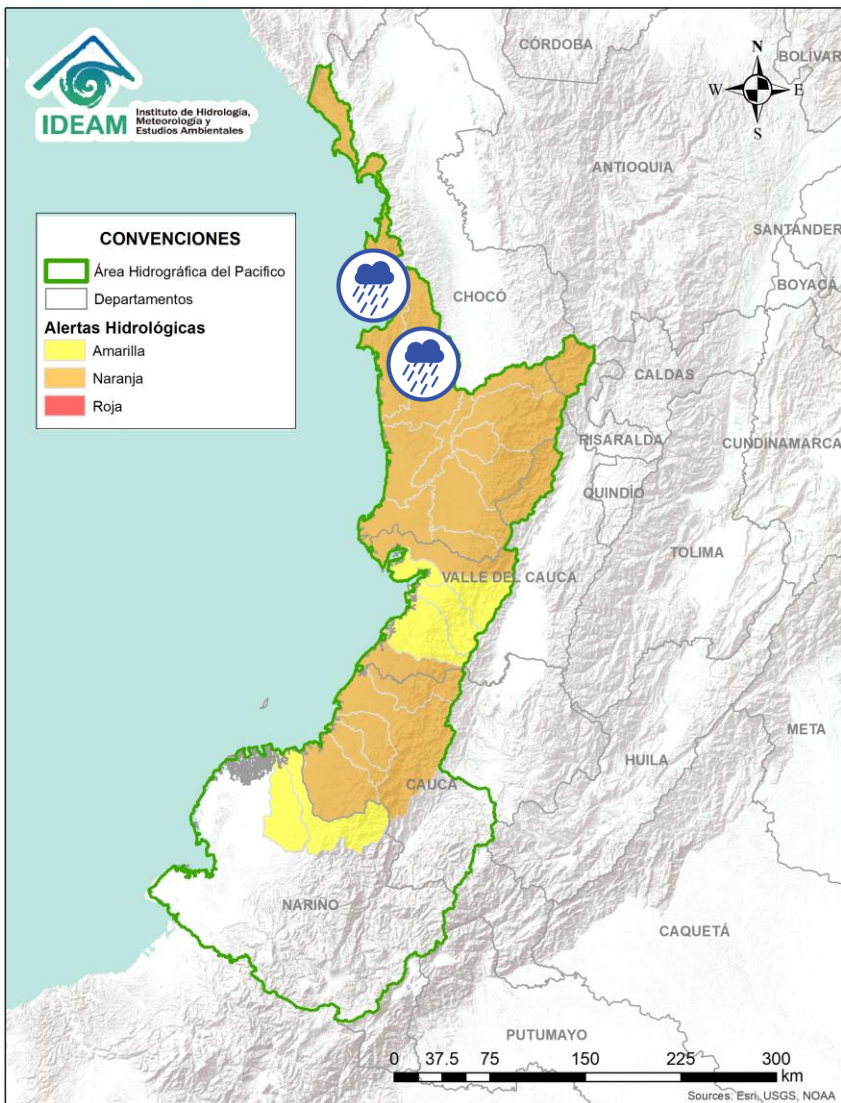 IDEAM
Instituto de Hidrología,
Meteorología y
Estudios Ambientales
CÓRDOBA
BOLÍVAR
N
W
E
S
ANTIOQUIA
SANTANDER
BOYACÁ
CONVENCIONES
Área Hidrográfica del Pacifico
Departamentos
Alertas Hidrológicas
Amarilla
Naranja
Roja
CHOCÓ
CALDAS
RISARALDA
CUNDINAMARCA
QUINDÍO
TOLIMA
VALLE DEL CAUCA
META
HUILA
CAUCA
NARIÑO
CAQUETÁ
PUTUMAYO
0 37.5 75 150 225 300
km
Sources: Esri, USGS, NOAA